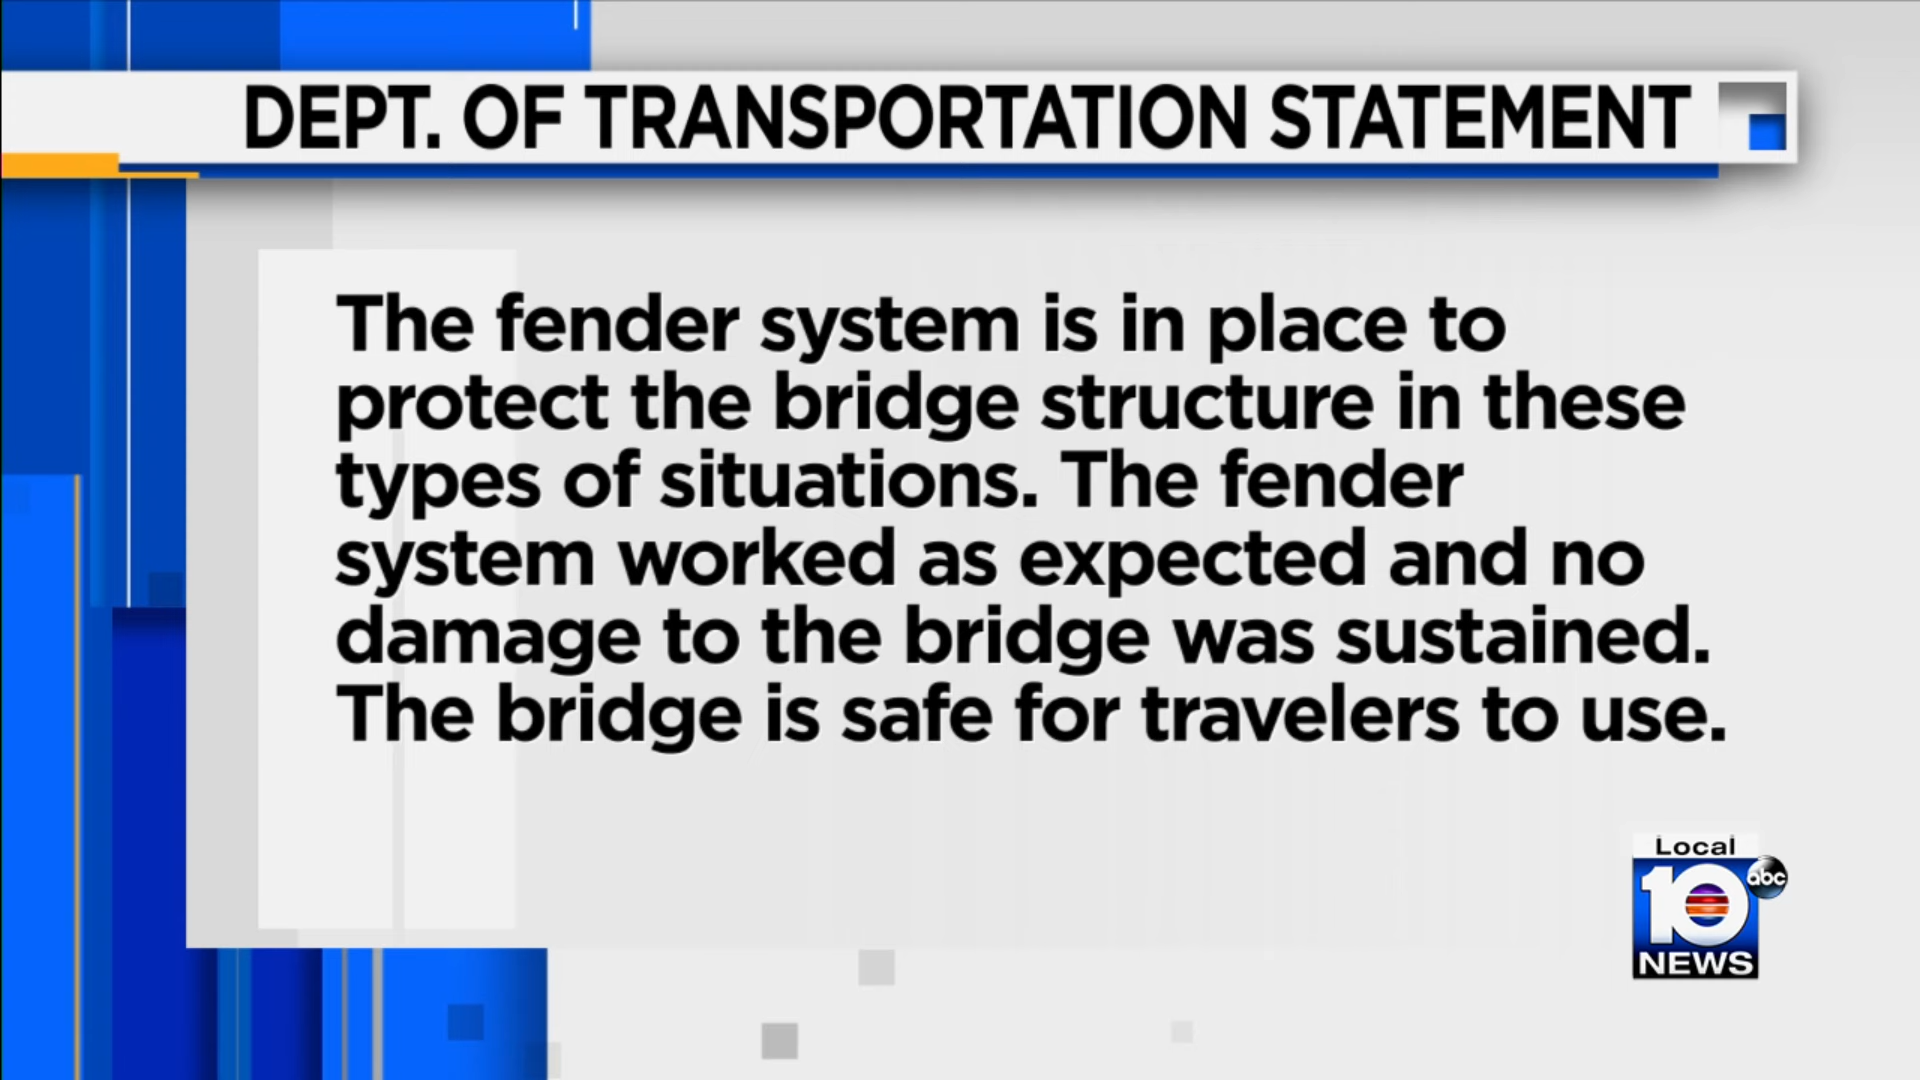 DEPT. OF TRANSPORTATION STATEMENT
The fender system is in place to
protect the bridge structure in these
types of situations. The fender
system worked as expected and no
damage to the bridge was sustained.
The bridge is safe for travelers to use.
Local
10
abc
NEWS